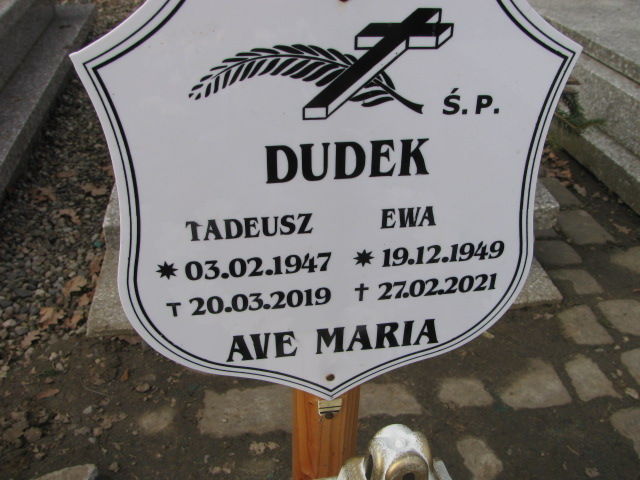 Ś.P.
DUDEK
TADEUSZ EWA
* 03.02.1947 * 19.12.1949
† 20.03.2019 † 27.02.2021
AVE MARIA